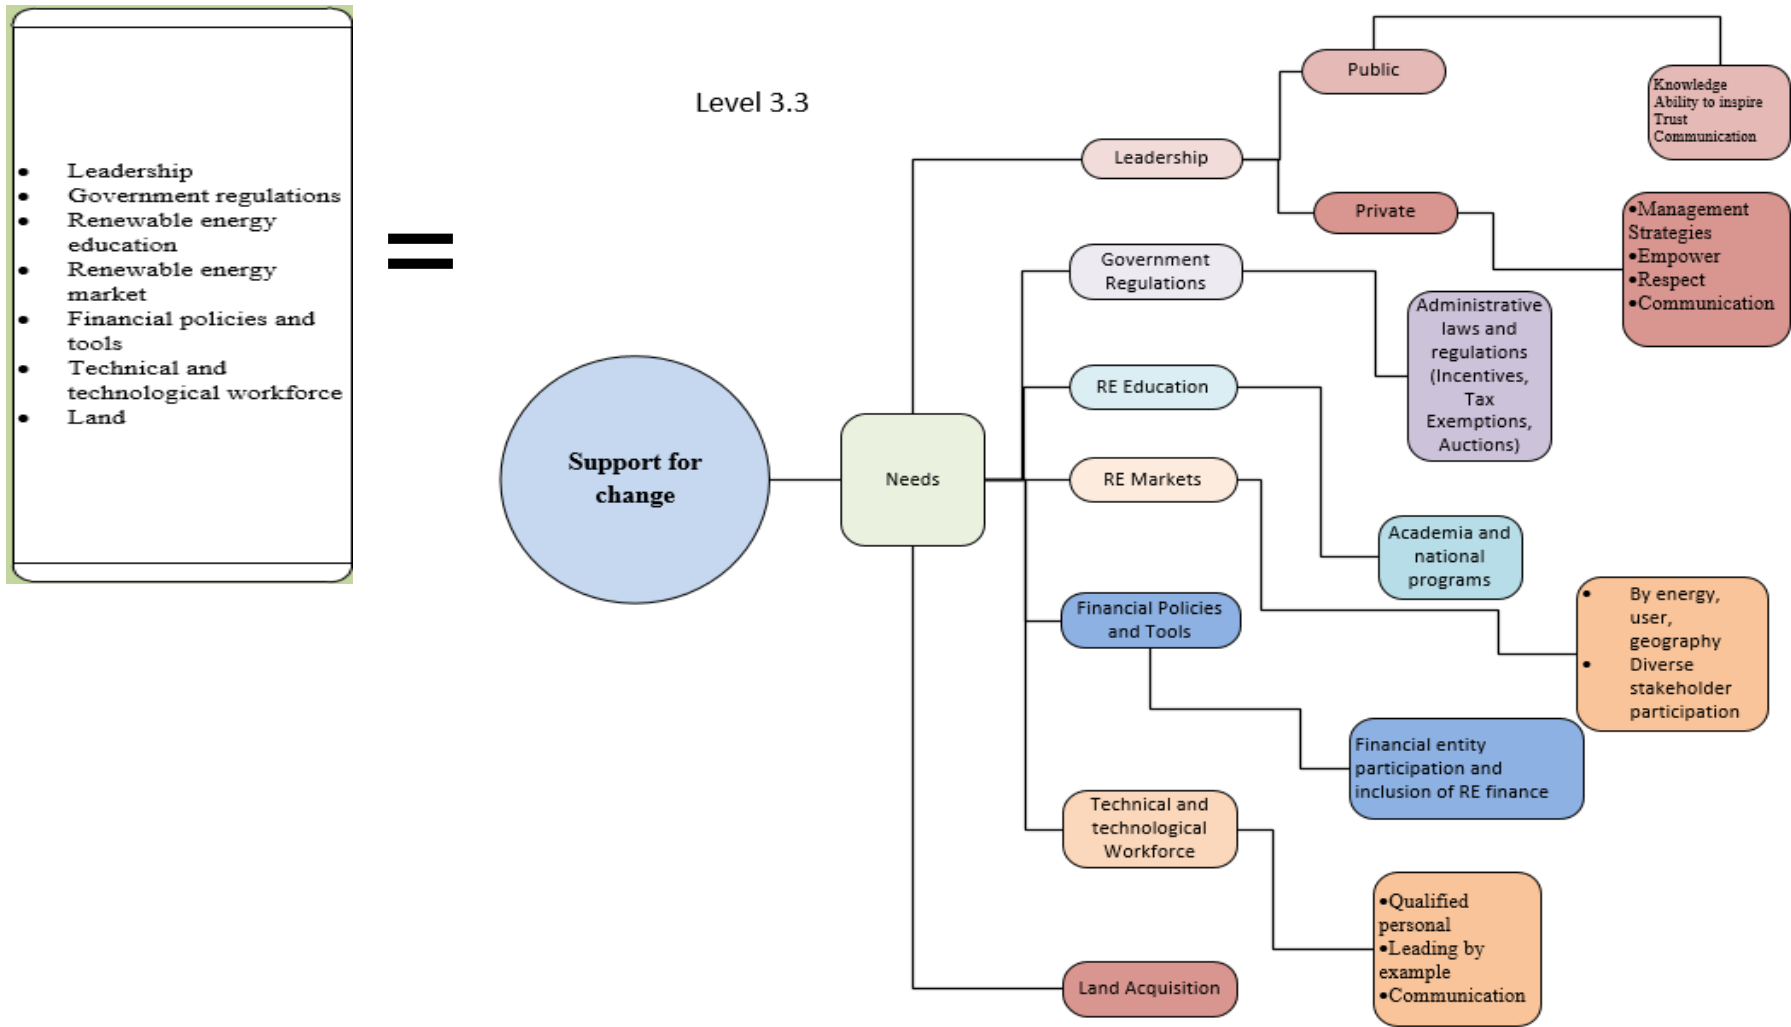 • Leadership
• Government regulations
• Renewable energy
education
• Renewable energy
market
• Financial policies and
tools
• Technical and
technological workforce
• Land
=
Level 3.3
Support for
change
Needs
Leadership
Public
Knowledge
Ability to inspire
Trust
Communication
Private
•Management
Strategies
•Empower
•Respect
•Communication
Government
Regulations
Administrative
laws and
regulations
(Incentives,
Tax
Exemptions,
Auctions)
RE Education
Academia and
national
programs
RE Markets
• By energy,
user,
geography
• Diverse
stakeholder
participation
Financial Policies
and Tools
Financial entity
participation and
inclusion of RE finance
Technical and
technological
Workforce
•Qualified
personal
•Leading by
example
•Communication
Land Acquisition